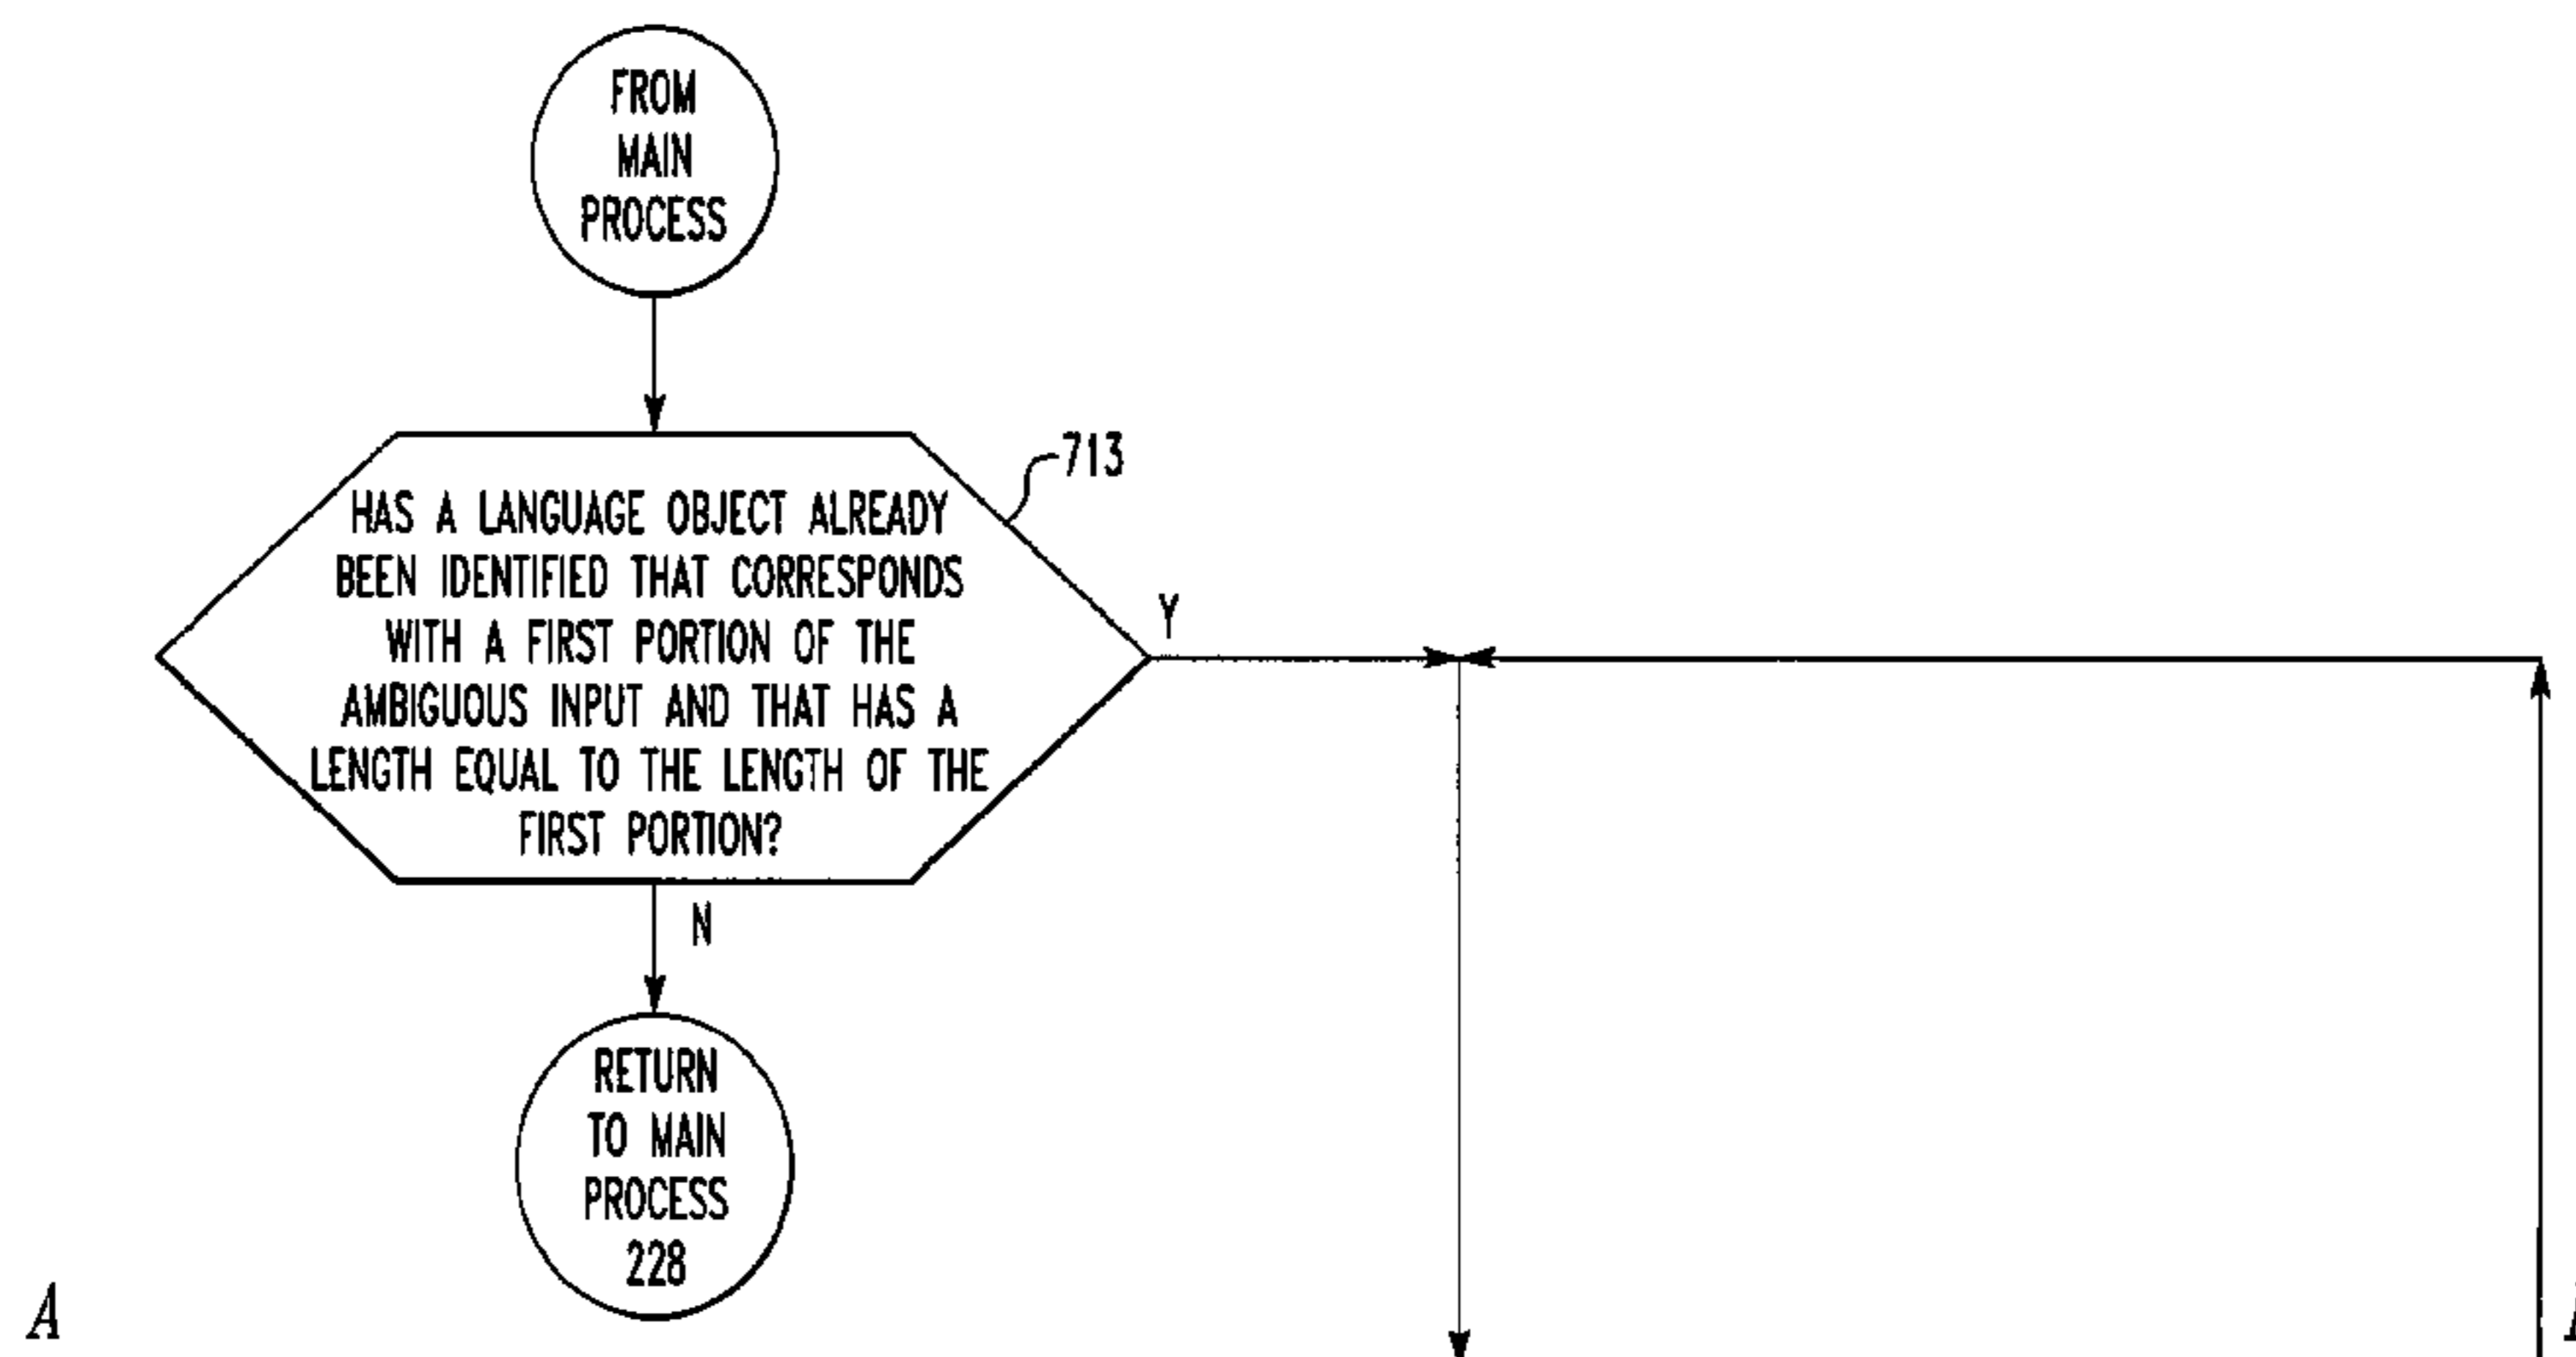 FROM
MAIN
PROCESS
713
HAS A LANGUAGE OBJECT ALREADY
BEEN IDENTIFIED THAT CORRESPONDS
WITH A FIRST PORTION OF THE
AMBIGUOUS INPUT AND THAT HAS A
LENGTH EQUAL TO THE LENGTH OF THE
FIRST PORTION?
Y
N
RETURN
TO MAIN
PROCESS
228
A